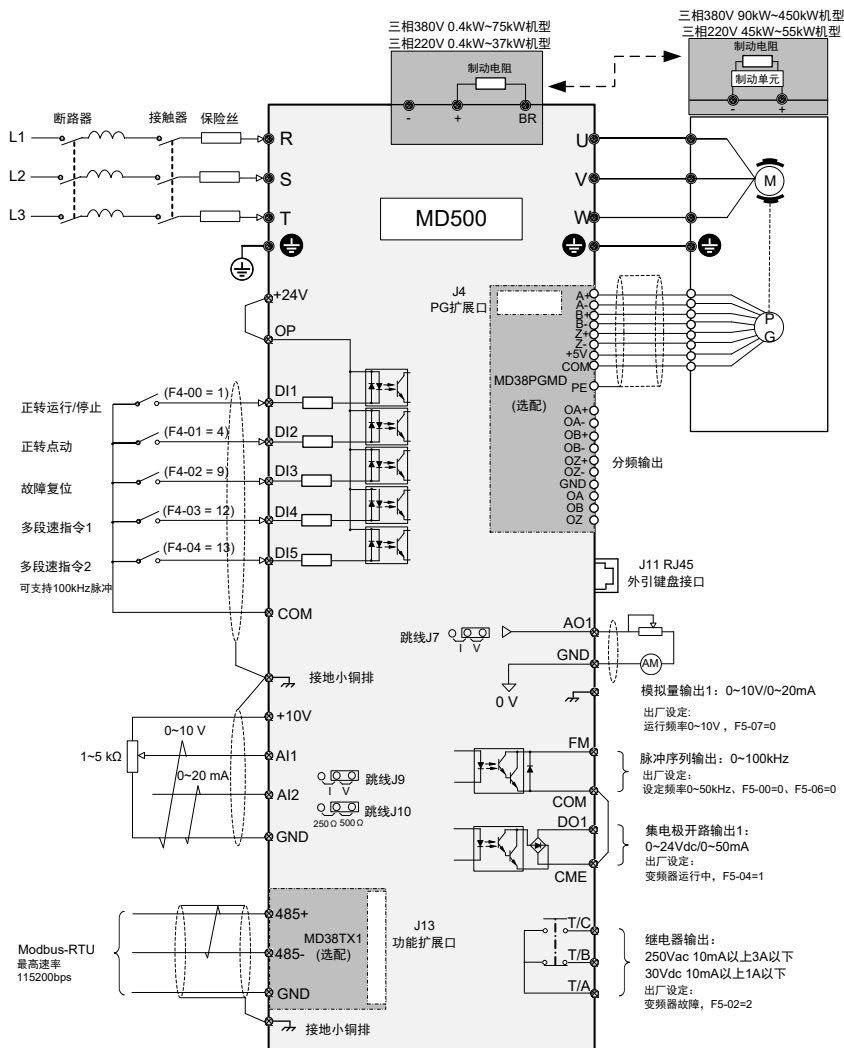 三相380V 0.4kW~75kW机型
三相220V 0.4kW~37kW机型
制动电阻
- + BR
三相380V 90kW~450kW机型
三相220V 45kW~55kW机型
制动电阻
制动单元
- +
断路器
接触器
保险丝
L1
L2
L3
R
S
T
U
V
W
M
MD500
+24V
OP
J4
PG扩展口
MD38PGMD
(选配)
A+
A-
B+
B-
Z+
Z-
+5V
COM
PE
P
G
OA+
OA-
OB+
OB-
OZ+
OZ-
GND
OA
OB
OZ
分频输出
正转运行/停止
(F4-00 = 1)
DI1
正转点动
(F4-01 = 4)
DI2
故障复位
(F4-02 = 9)
DI3
多段速指令1
(F4-03 = 12)
DI4
多段速指令2
(F4-04 = 13)
DI5
可支持100kHz脉冲
COM
接地小铜排
J11 RJ45
外引键盘接口
跳线J7
I V
AO1
GND
0 V
AM
模拟量输出1：0~10V/0~20mA
出厂设定:
运行频率0~10V ，F5-07=0
+10V
0~10 V
1~5 kΩ
AI1
0~20 mA
AI2
GND
跳线J9
I V
跳线J10
250Ω 500Ω
FM
COM
脉冲序列输出：0~100kHz
出厂设定：
设定频率0~50kHz、F5-00=0、F5-06=0
DO1
CME
集电极开路输出1：
0~24Vdc/0~50mA
出厂设定：
变频器运行中，F5-04=1
Modbus-RTU
最高速率
115200bps
485+
485-
GND
MD38TX1
(选配)
J13
功能扩展口
接地小铜排
T/C
T/B
T/A
继电器输出：
250Vac 10mA以上3A以下
30Vdc 10mA以上1A以下
出厂设定：
变频器故障，F5-02=2